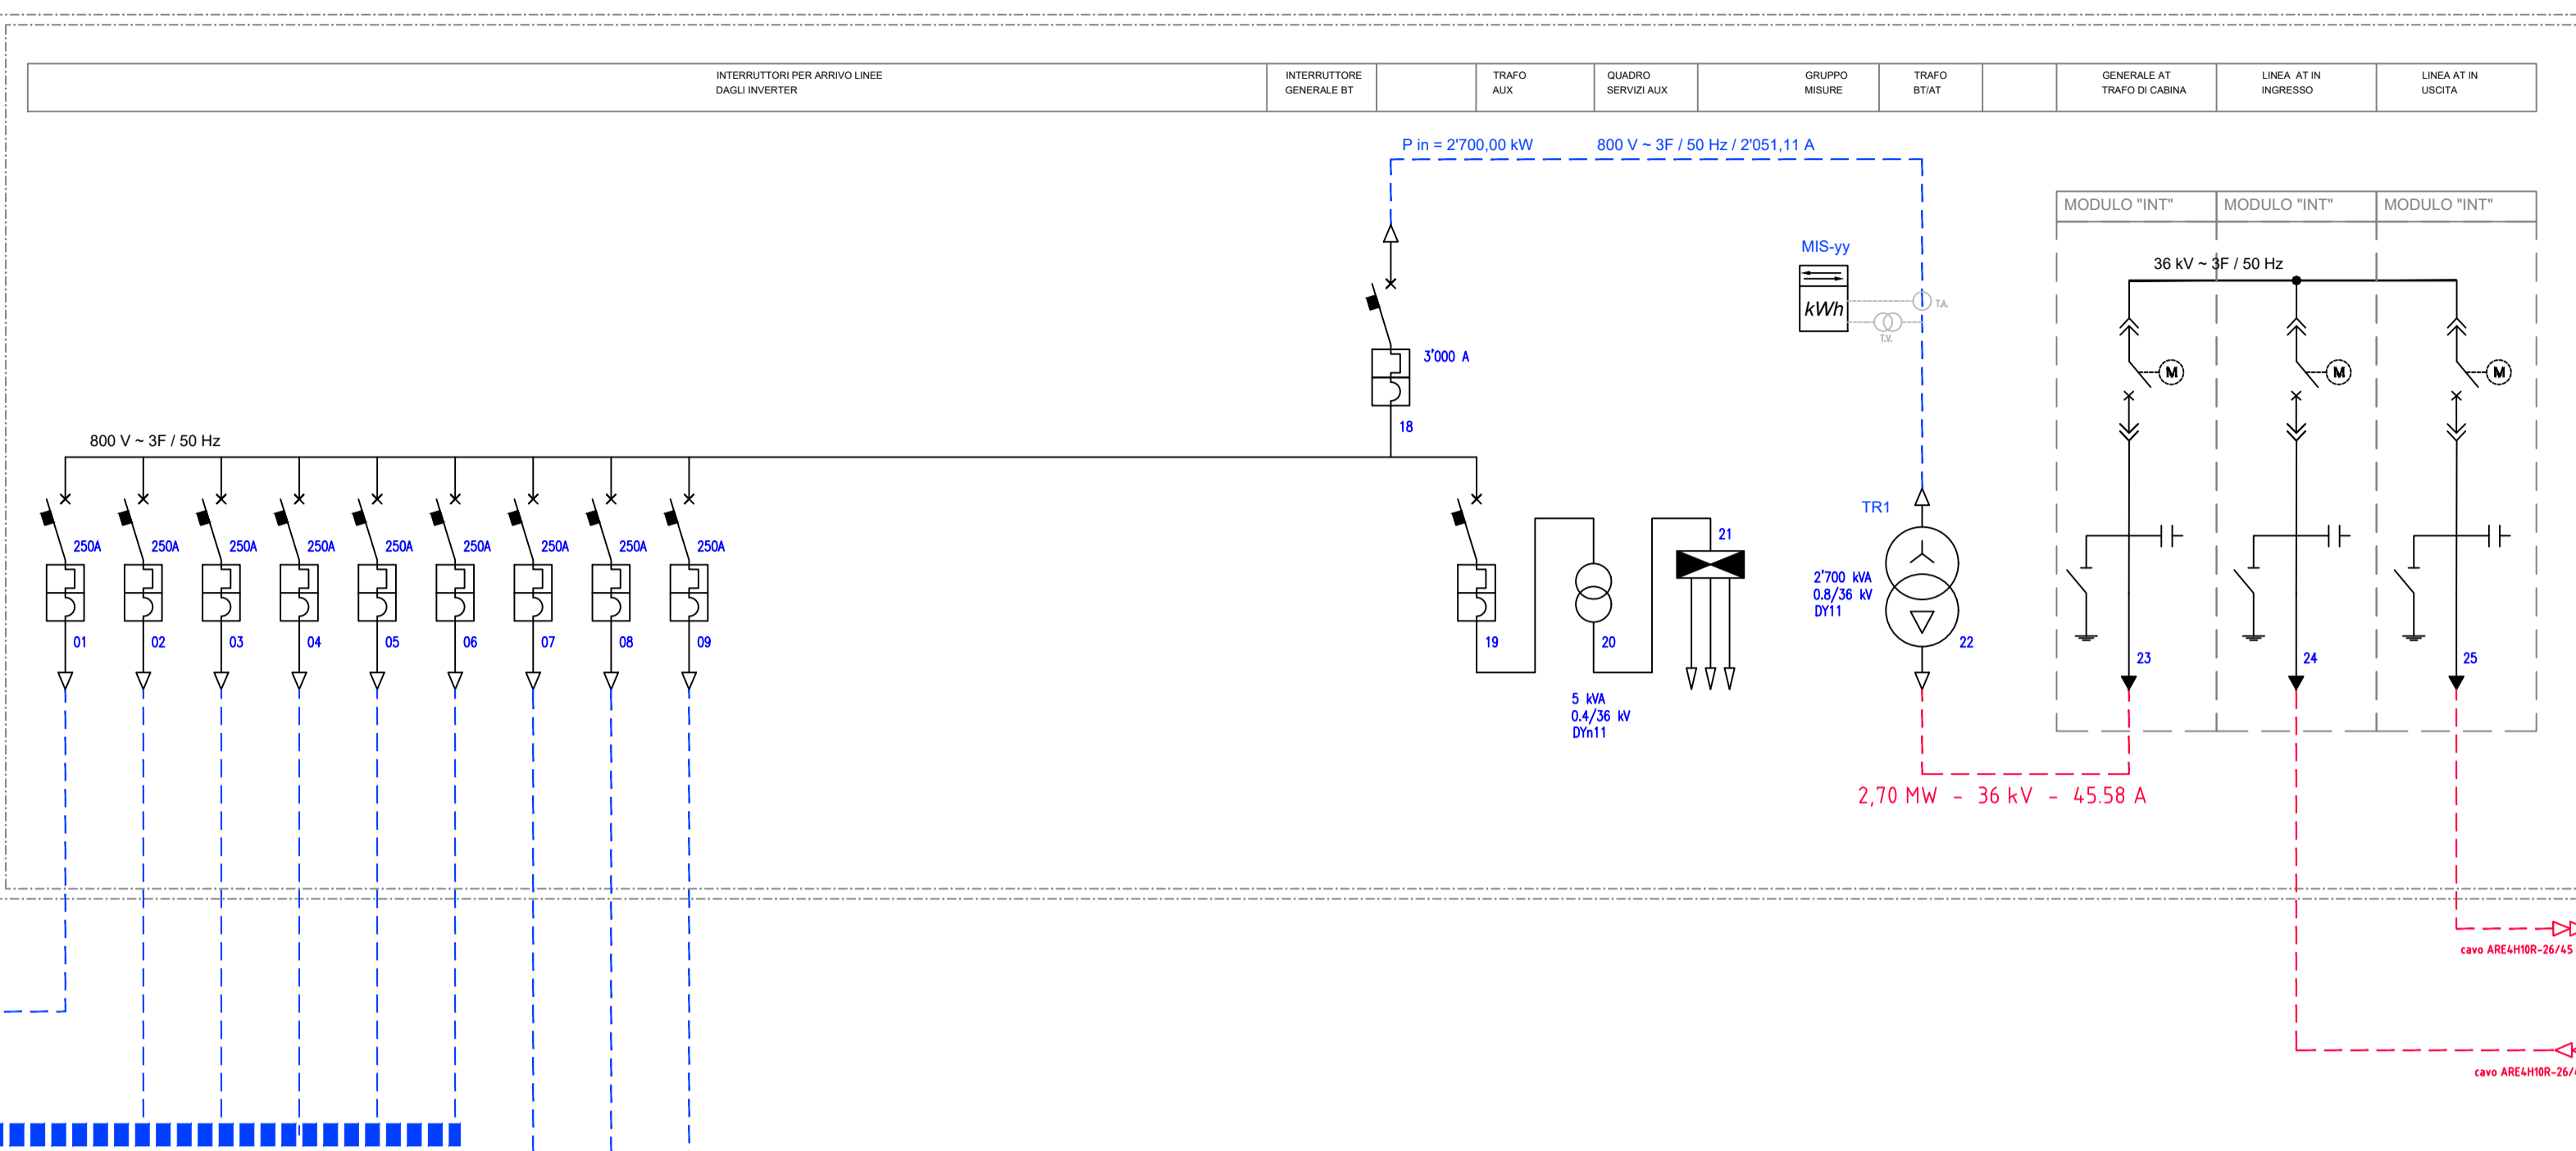 INTERRUTTORI PER ARRIVO LINEE
DAGLI INVERTER
INTERRUTTORE
GENERALE BT
TRAFO
AUX
QUADRO
SERVIZI AUX
GRUPPO
MISURE
TRAFO
BT/AT
GENERALE AT
TRAFO DI CABINA
LINEA AT IN
INGRESSO
LINEA AT IN
USCITA
P in = 2'700,00 kW
800 V ~ 3F / 50 Hz / 2'051,11 A
MODULO "INT"
MODULO "INT"
MODULO "INT"
MIS-yy
kWh
T.A.
T.V.
36 kV ~ 3F / 50 Hz
M
M
M
3'000 A
18
800 V ~ 3F / 50 Hz
250A
250A
250A
250A
250A
250A
250A
250A
250A
01
02
03
04
05
06
07
08
09
19
20
21
5 kVA
0.4/36 kV
DYn11
TR1
2'700 kVA
0.8/36 kV
DY11
22
23
24
25
2,70 MW - 36 kV - 45.58 A
cavo ARE4H10R-26/45
cavo ARE4H10R-26/